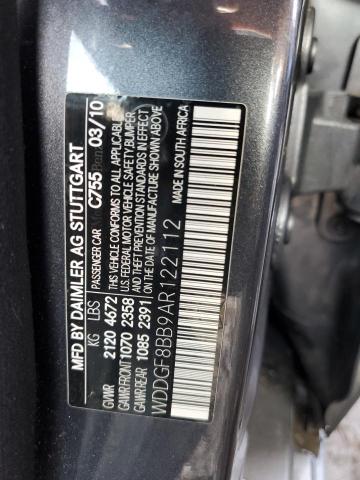 MFD BY DAIMLER AG STUTTGART
KG LBS PASSENGER CAR C755 03/10
GVWR 2120 4672 THIS VEHICLE CONFORMS TO ALL APPLICABLE
GAWR FRONT 1070 2358 U.S. FEDERAL MOTOR VEHICLE SAFETY, BUMPER,
GAWR REAR 1085 2391 AND THEFT PREVENTION STANDARDS IN EFFECT
ON THE DATE OF MANUFACTURE SHOWN ABOVE.
MADE IN SOUTH AFRICA
WDDGF8BB9AR122112